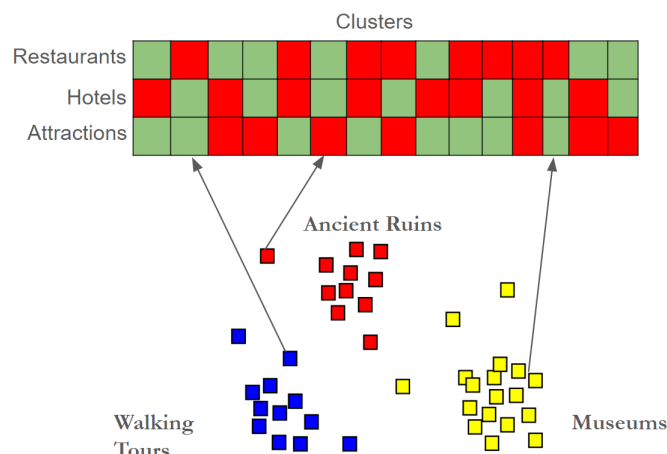 Clusters
Restaurants
Hotels
Attractions
Ancient Ruins
Walking
Tours
Museums